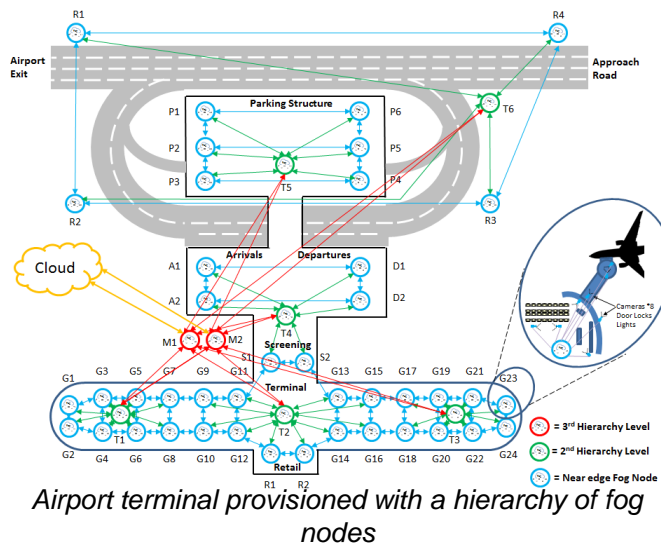 R1
R4
Airport
Exit
Approach
Road
Parking Structure
P1
P6
T6
P2
P5
P3
T5
P4
R2
R3
Arrivals
Departures
Cloud
A1
D1
A2
D2
T4
Cameras *8
Door Locks
Lights
M1
M2
Screening
S1
S2
G1
G3
G5
G7
G9
G11
Terminal
G13
G15
G17
G19
G21
G23
T1
T2
T3
G2
G4
G6
G8
G10
G12
Retail
G14
G16
G18
G20
G22
G24
R1
R2
= 3rd Hierarchy Level
= 2nd Hierarchy Level
= Near edge Fog Node
Airport terminal provisioned with a hierarchy of fog
nodes